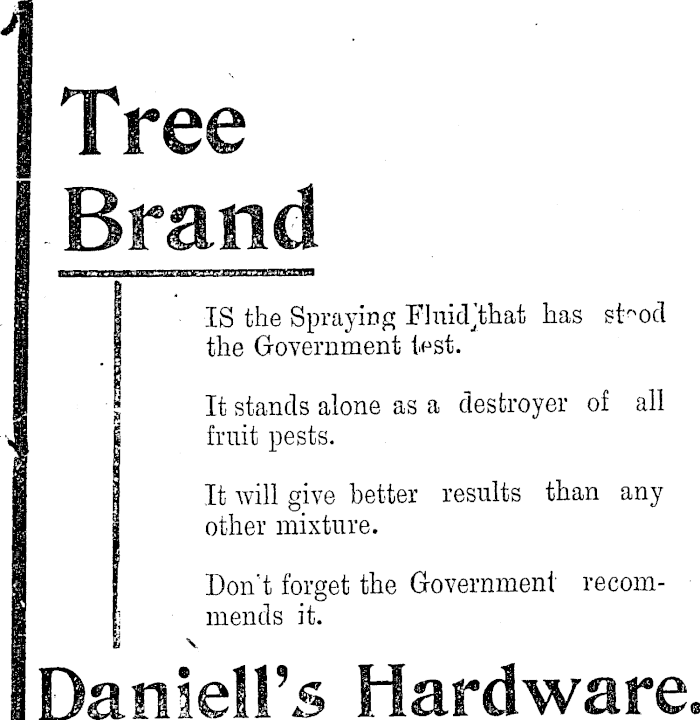 Tree
Brand
IS the Spraying Fluid that has stood
the Government test.
It stands alone as a destroyer of all
fruit pests.
It will give better results than any
other mixture.
Don't forget the Government recom-
mends it.
Daniell's Hardware.